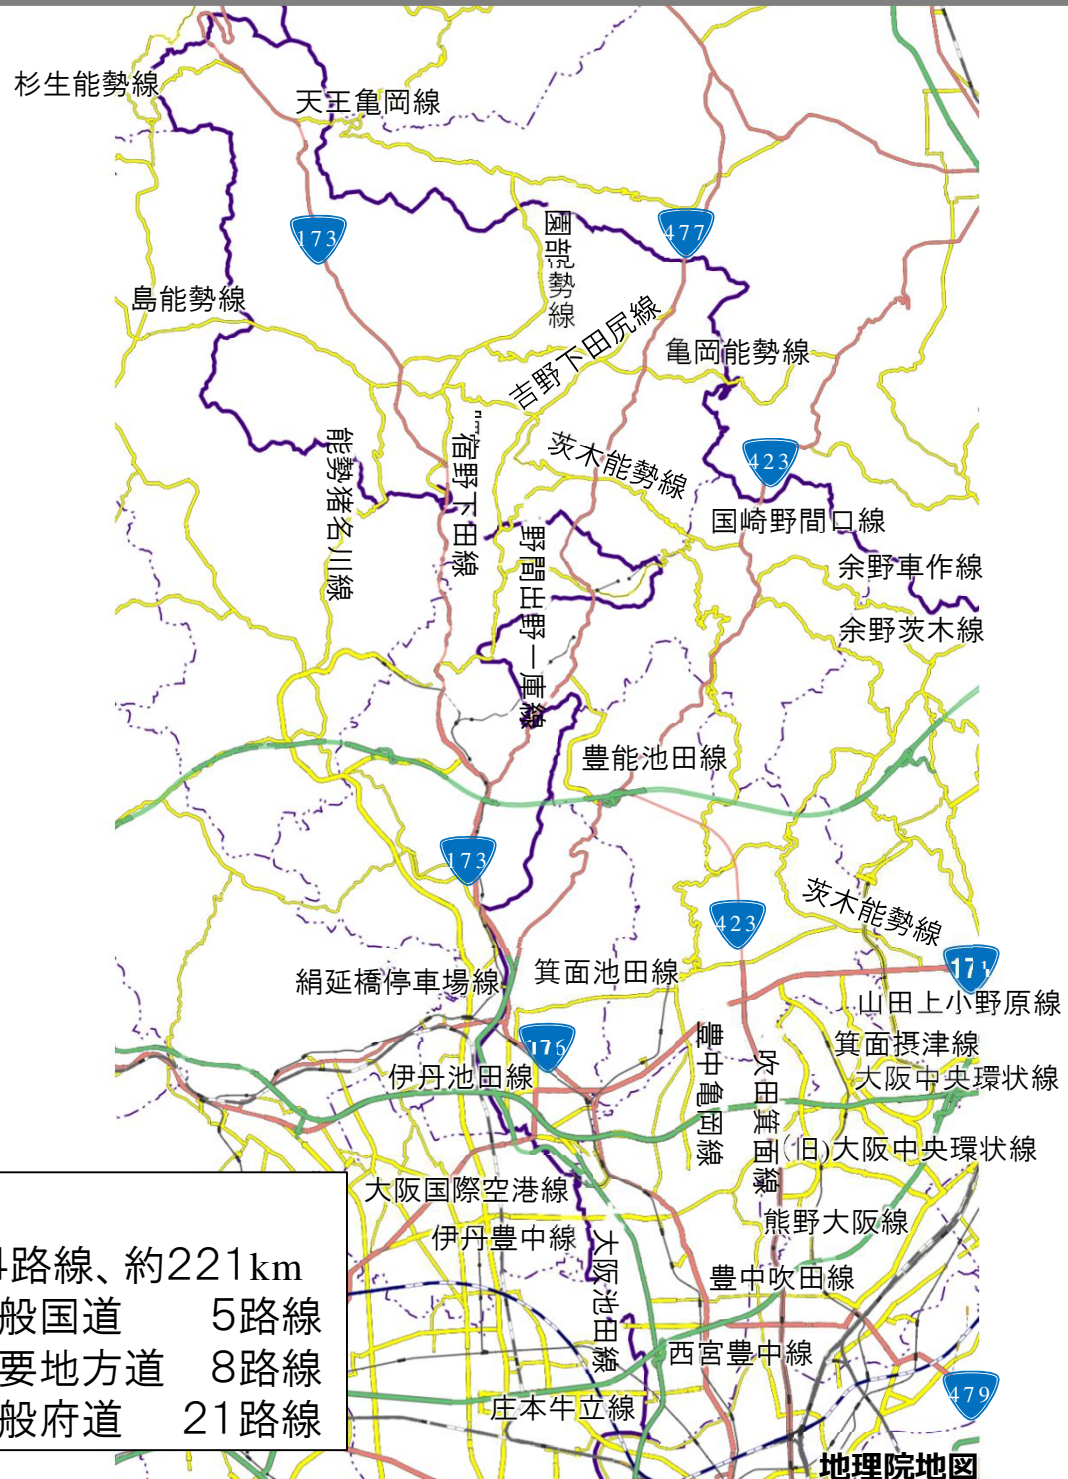 杉生能勢線
天王亀岡線
173
園部能勢線
477
島能勢線
吉野下田尻線
亀岡能勢線
能勢猪名川線
宿野下田線
茨木能勢線
423
国崎野間口線
野間出野一庫線
余野車作線
余野茨木線
豊能池田線
173
茨木能勢線
423
171
絹延橋停車場線
箕面池田線
山田上小野原線
176
豊中亀岡線
吹田箕面線
箕面摂津線
伊丹池田線
大阪中央環状線
(旧)大阪中央環状線
大阪国際空港線
伊丹豊中線
大阪池田線
熊野大阪線
豊中吹田線
西宮豊中線
庄本牛立線
479
路線、約221km
般国道 5路線
要地方道 8路線
般府道 21路線
地理院地図